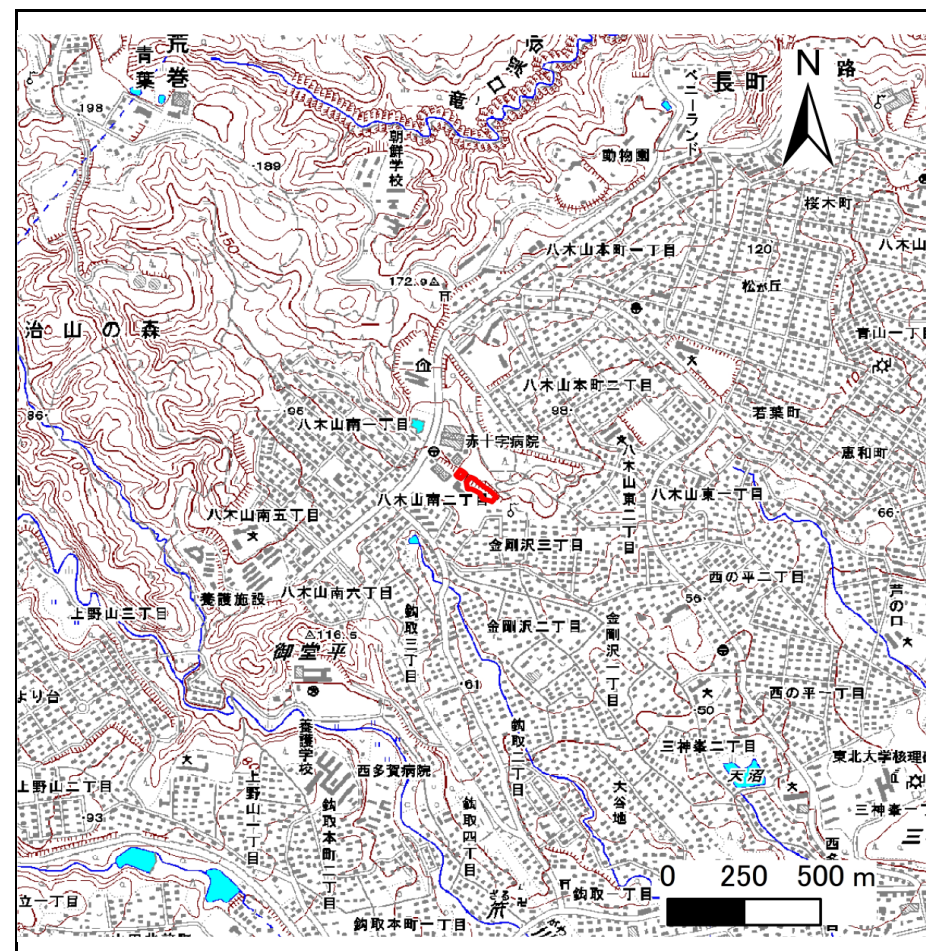 荒巻
青葉
竜ノ口渓谷
長町
N
路
ベニーランド
198
・189
朝鮮学校
動物園
桜木町
150
八木山本町一丁目
120
172.9
松が丘
治山の森
青山一丁目
八木山本町二丁目
110
86
95
98
若葉町
八木山南一丁目
赤十字病院
恵和町
100
八木山南二丁目
八木山東二丁目
八木山東一丁目
八木山南五丁目
66
金剛沢三丁目
西の平二丁目
養護施設
八木山南六丁目
芦の口
上野山三丁目
56
鈎取三丁目
金剛沢二丁目
金剛沢一丁目
116.5
御堂平
・61
西の平一丁目
より台
・50
三神峯二丁目
養護学校
西多賀病院
鈎取二丁目
天沼
東北大学核理研
上野山二丁目
上野山一丁目
大谷地
三神峯一
・93
鈎取本町二丁目
鈎取四丁目
0 250 500 m
ざる
笊
立一丁目
鈎取一丁目
鈎取本町一丁目